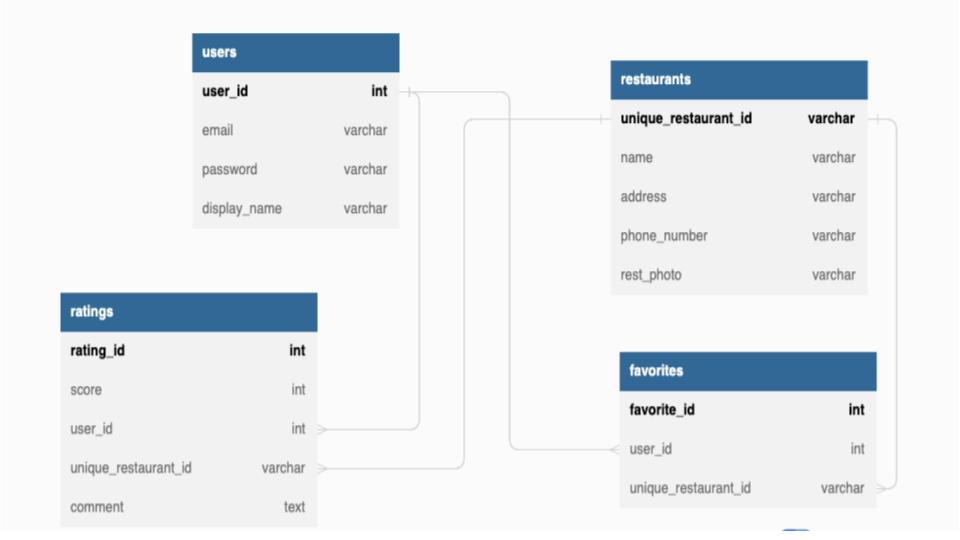 users
user_id int
email varchar
password varchar
display_name varchar
restaurants
unique_restaurant_id varchar
name varchar
address varchar
phone_number varchar
rest_photo varchar
ratings
rating_id int
score int
user_id int
unique_restaurant_id varchar
comment text
favorites
favorite_id int
user_id int
unique_restaurant_id varchar